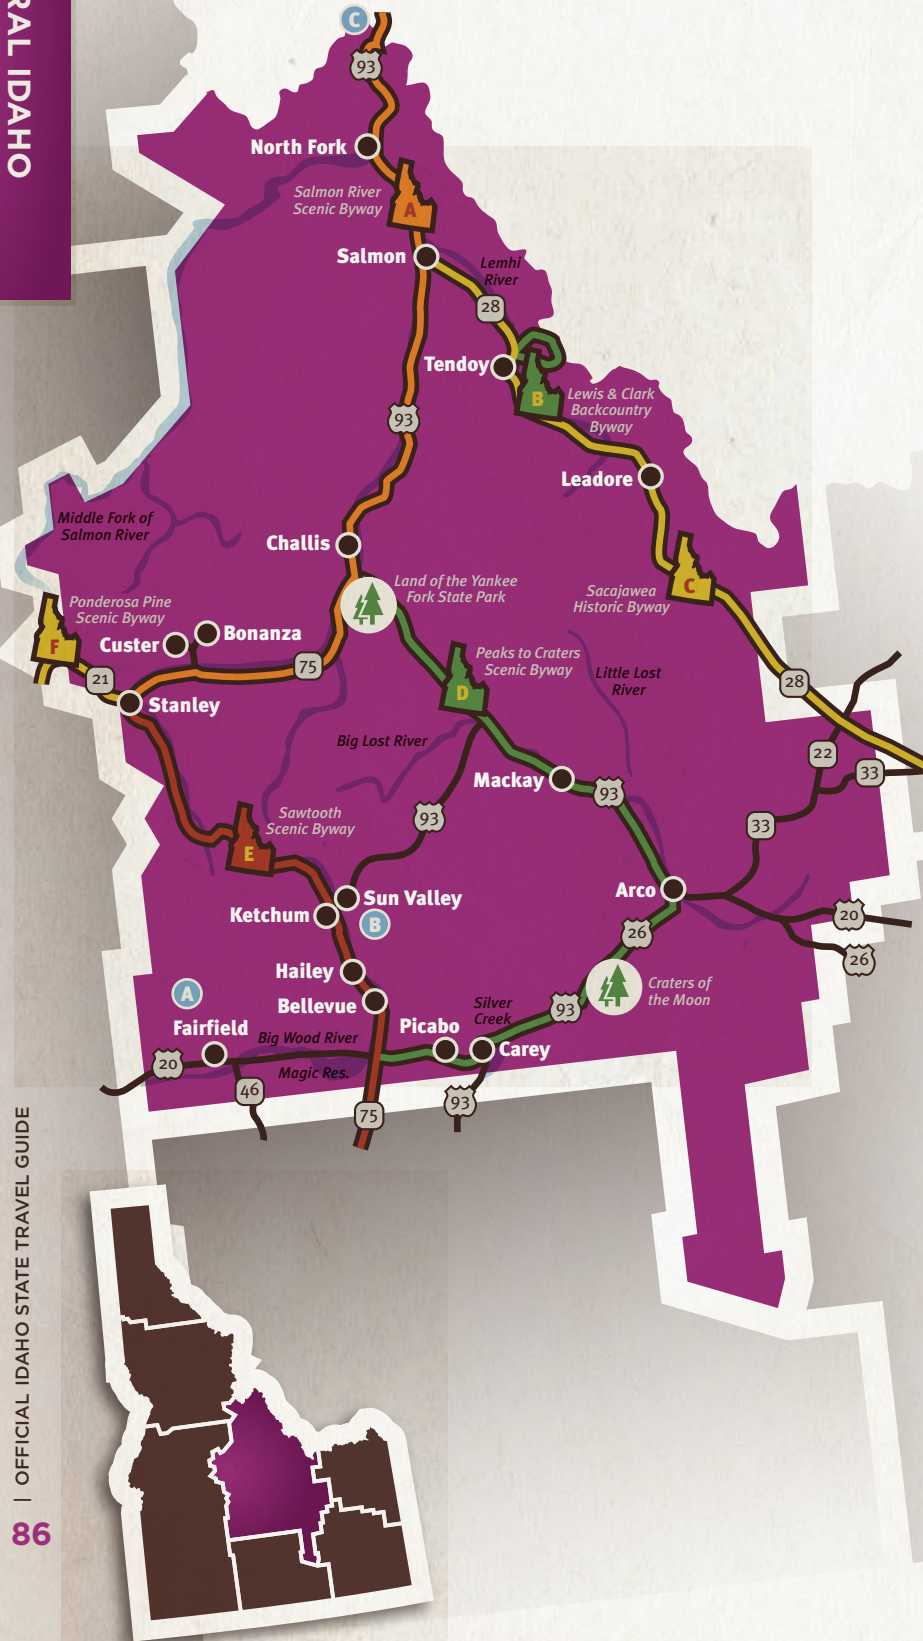 RAL IDAHO
C
93
North Fork
Salmon River
Scenic Byway
A
Salmon
Lemhi
River
28
Tendoy
B
Lewis & Clark
Backcountry
Byway
93
Leadore
Middle Fork of
Salmon River
Challis
Land of the Yankee
Fork State Park
Sacajawea
Historic Byway
C
Ponderosa Pine
Scenic Byway
F
Custer
Bonanza
75
21
Stanley
Peaks to Craters
Scenic Byway
D
Little Lost
River
28
Big Lost River
22
33
Mackay
93
93
33
Sawtooth
Scenic Byway
E
Arco
Sun Valley
Ketchum
B
20
26
26
Hailey
A
Bellevue
Craters of
the Moon
Silver
Creek
93
Fairfield
Big Wood River
Picabo
Carey
20
Magic Res.
46
75
93
OFFICIAL IDAHO STATE TRAVEL GUIDE
86